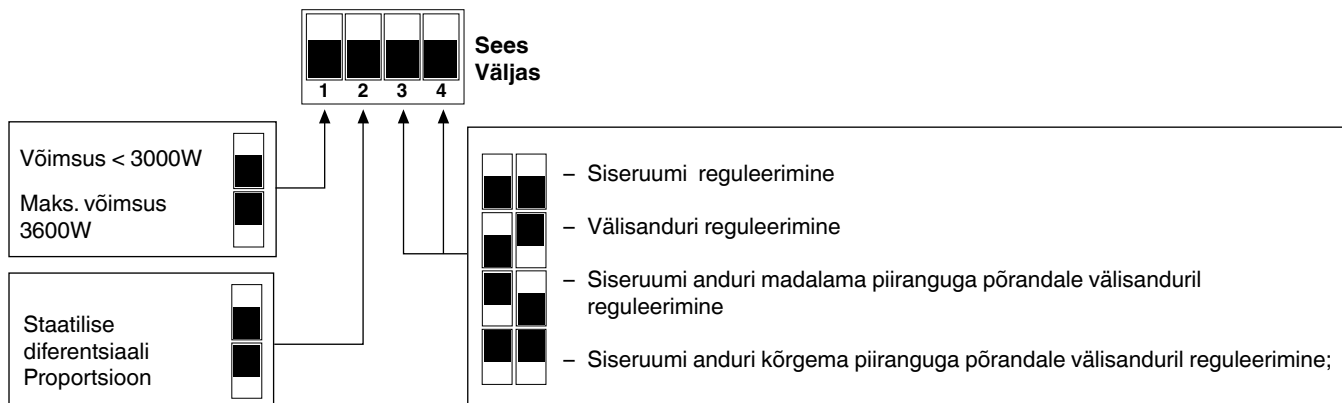 Sees
Väljas
1 2 3 4
Võimsus < 3000W
Maks. võimsus
3600W
Staatilise
diferentsiaali
Proportsioon
– Siseruumi reguleerimine
– Välisanduri reguleerimine
– Siseruumi anduri madalama piiranguga põrandale välisanduril
reguleerimine
– Siseruumi anduri kõrgema piiranguga põrandale välisanduril reguleerimine;